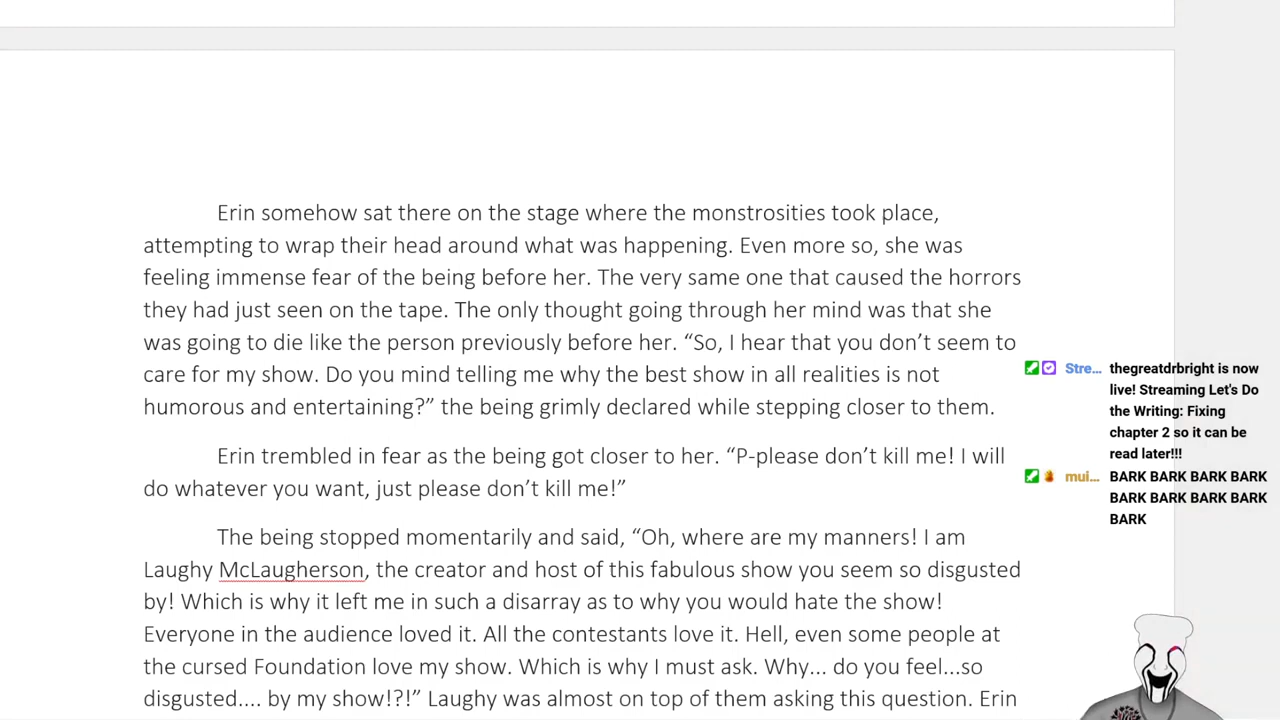 Erin somehow sat there on the stage where the monstrosities took place,
attempting to wrap their head around what was happening. Even more so, she was
feeling immense fear of the being before her. The very same one that caused the horrors
they had just seen on the tape. The only thought going through her mind was that she
was going to die like the person previously before her. “So, I hear that you don’t seem to
care for my show. Do you mind telling me why the best show in all realities is not
humorous and entertaining?” the being grimly declared while stepping closer to them.
Erin trembled in fear as the being got closer to her. “P-please don’t kill me! I will
do whatever you want, just please don’t kill me!”
The being stopped momentarily and said, “Oh, where are my manners! I am
Laughy McLaugherson, the creator and host of this fabulous show you seem so disgusted
by! Which is why it left me in such a disarray as to why you would hate the show!
Everyone in the audience loved it. All the contestants love it. Hell, even some people at
the cursed Foundation love my show. Which is why I must ask. Why... do you feel...so
disgusted.... by my show!?!” Laughy was almost on top of them asking this question. Erin
Stre... thegreatdrbright is now
live! Streaming Let's Do
the Writing: Fixing
chapter 2 so it can be
read later!!!
mui... BARK BARK BARK BARK
BARK BARK BARK BARK
BARK